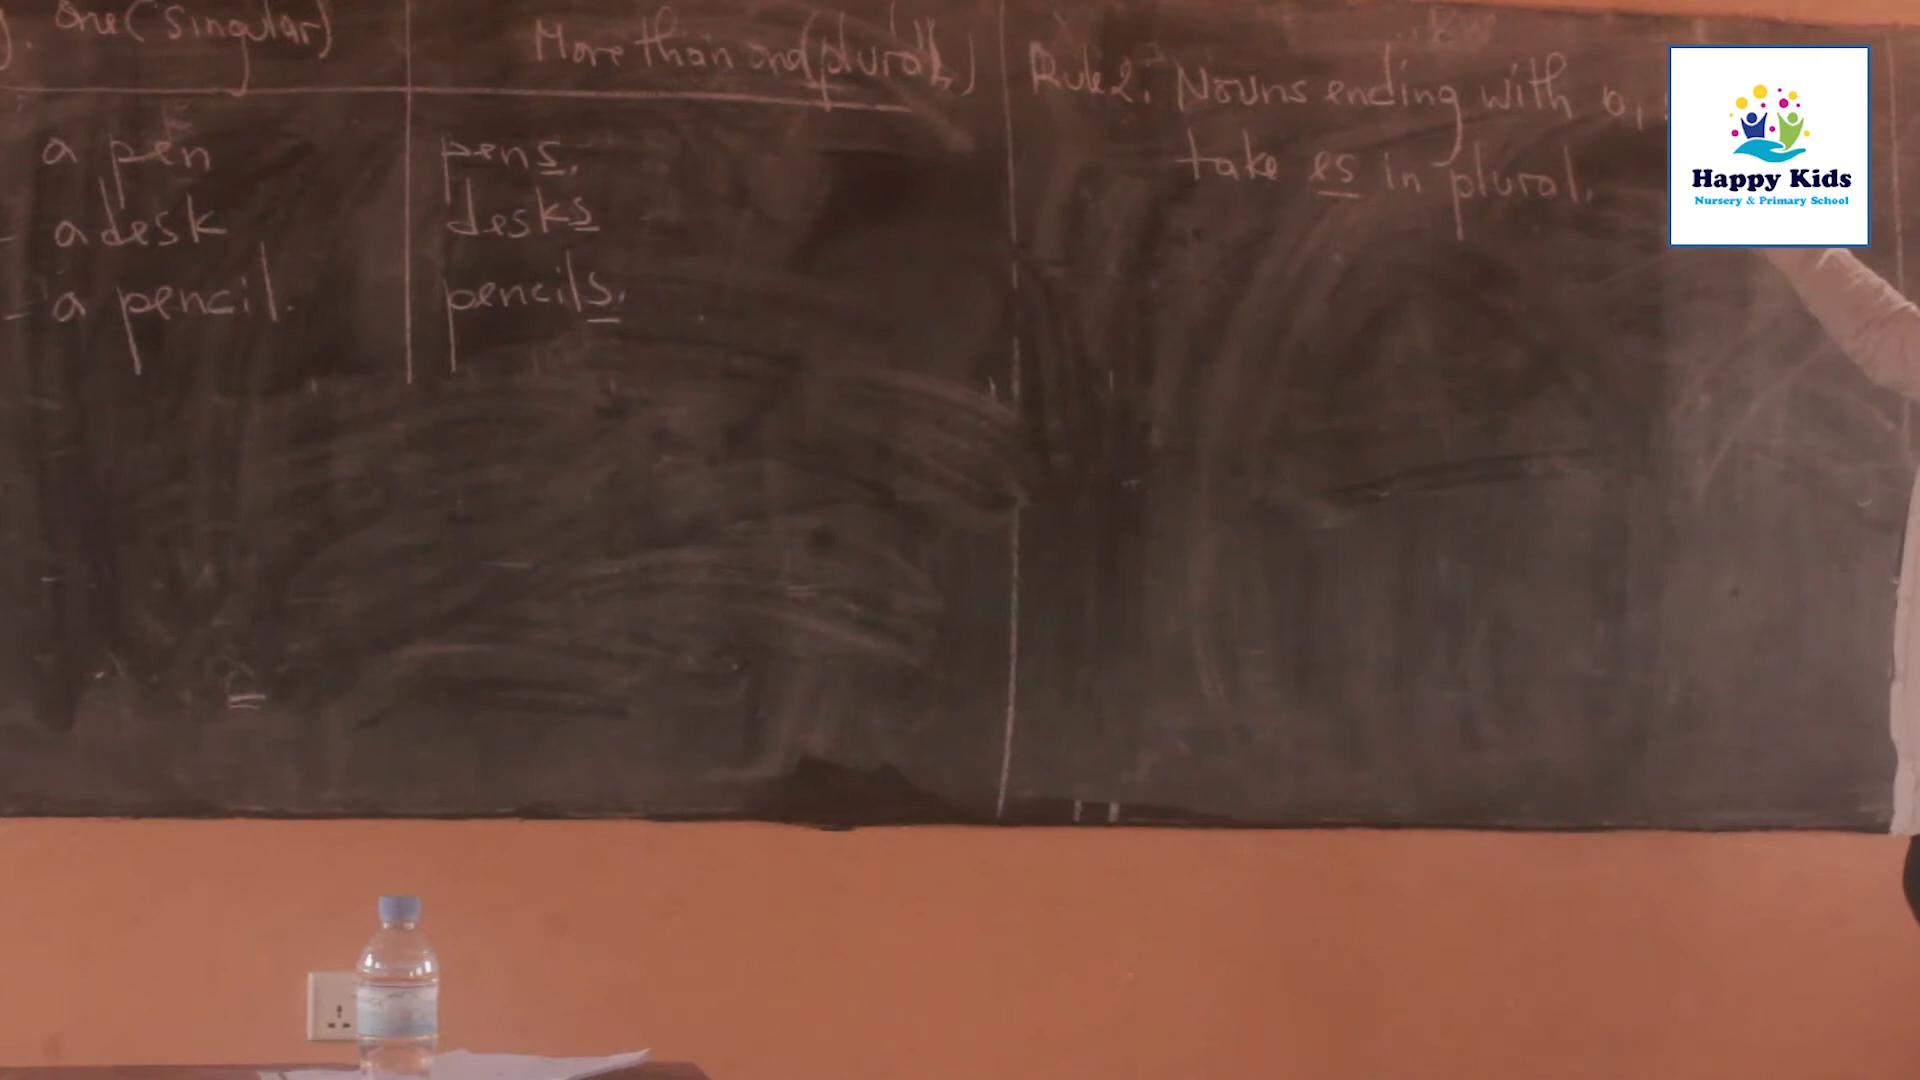 ). One (singular) More than one (plural)
a pen pens.
- a desk desks
- a pencil. pencils.
Rule 2. Nouns ending with o,
take es in plural.
Happy Kids
Nursery & Primary School